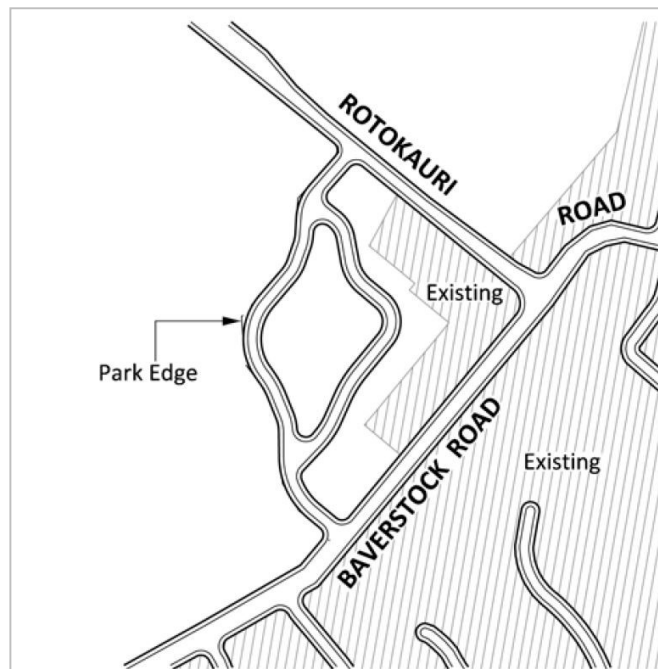 ROTOKAURI
ROAD
Existing
Park Edge
BAVERSTOCK ROAD
Existing